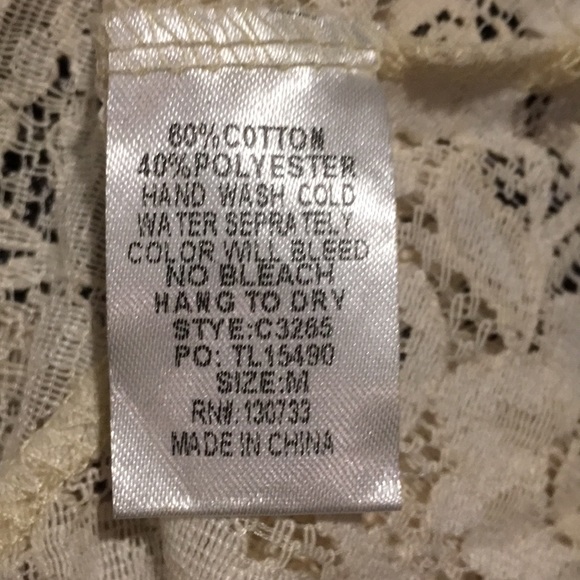 60% COTTON
40% POLYESTER
HAND WASH COLD
WATER SEPRATELY
COLOR WILL BLEED
NO BLEACH
HANG TO DRY
STYE:C3265
PO: TL15490
SIZE:M
RN#:130733
MADE IN CHINA